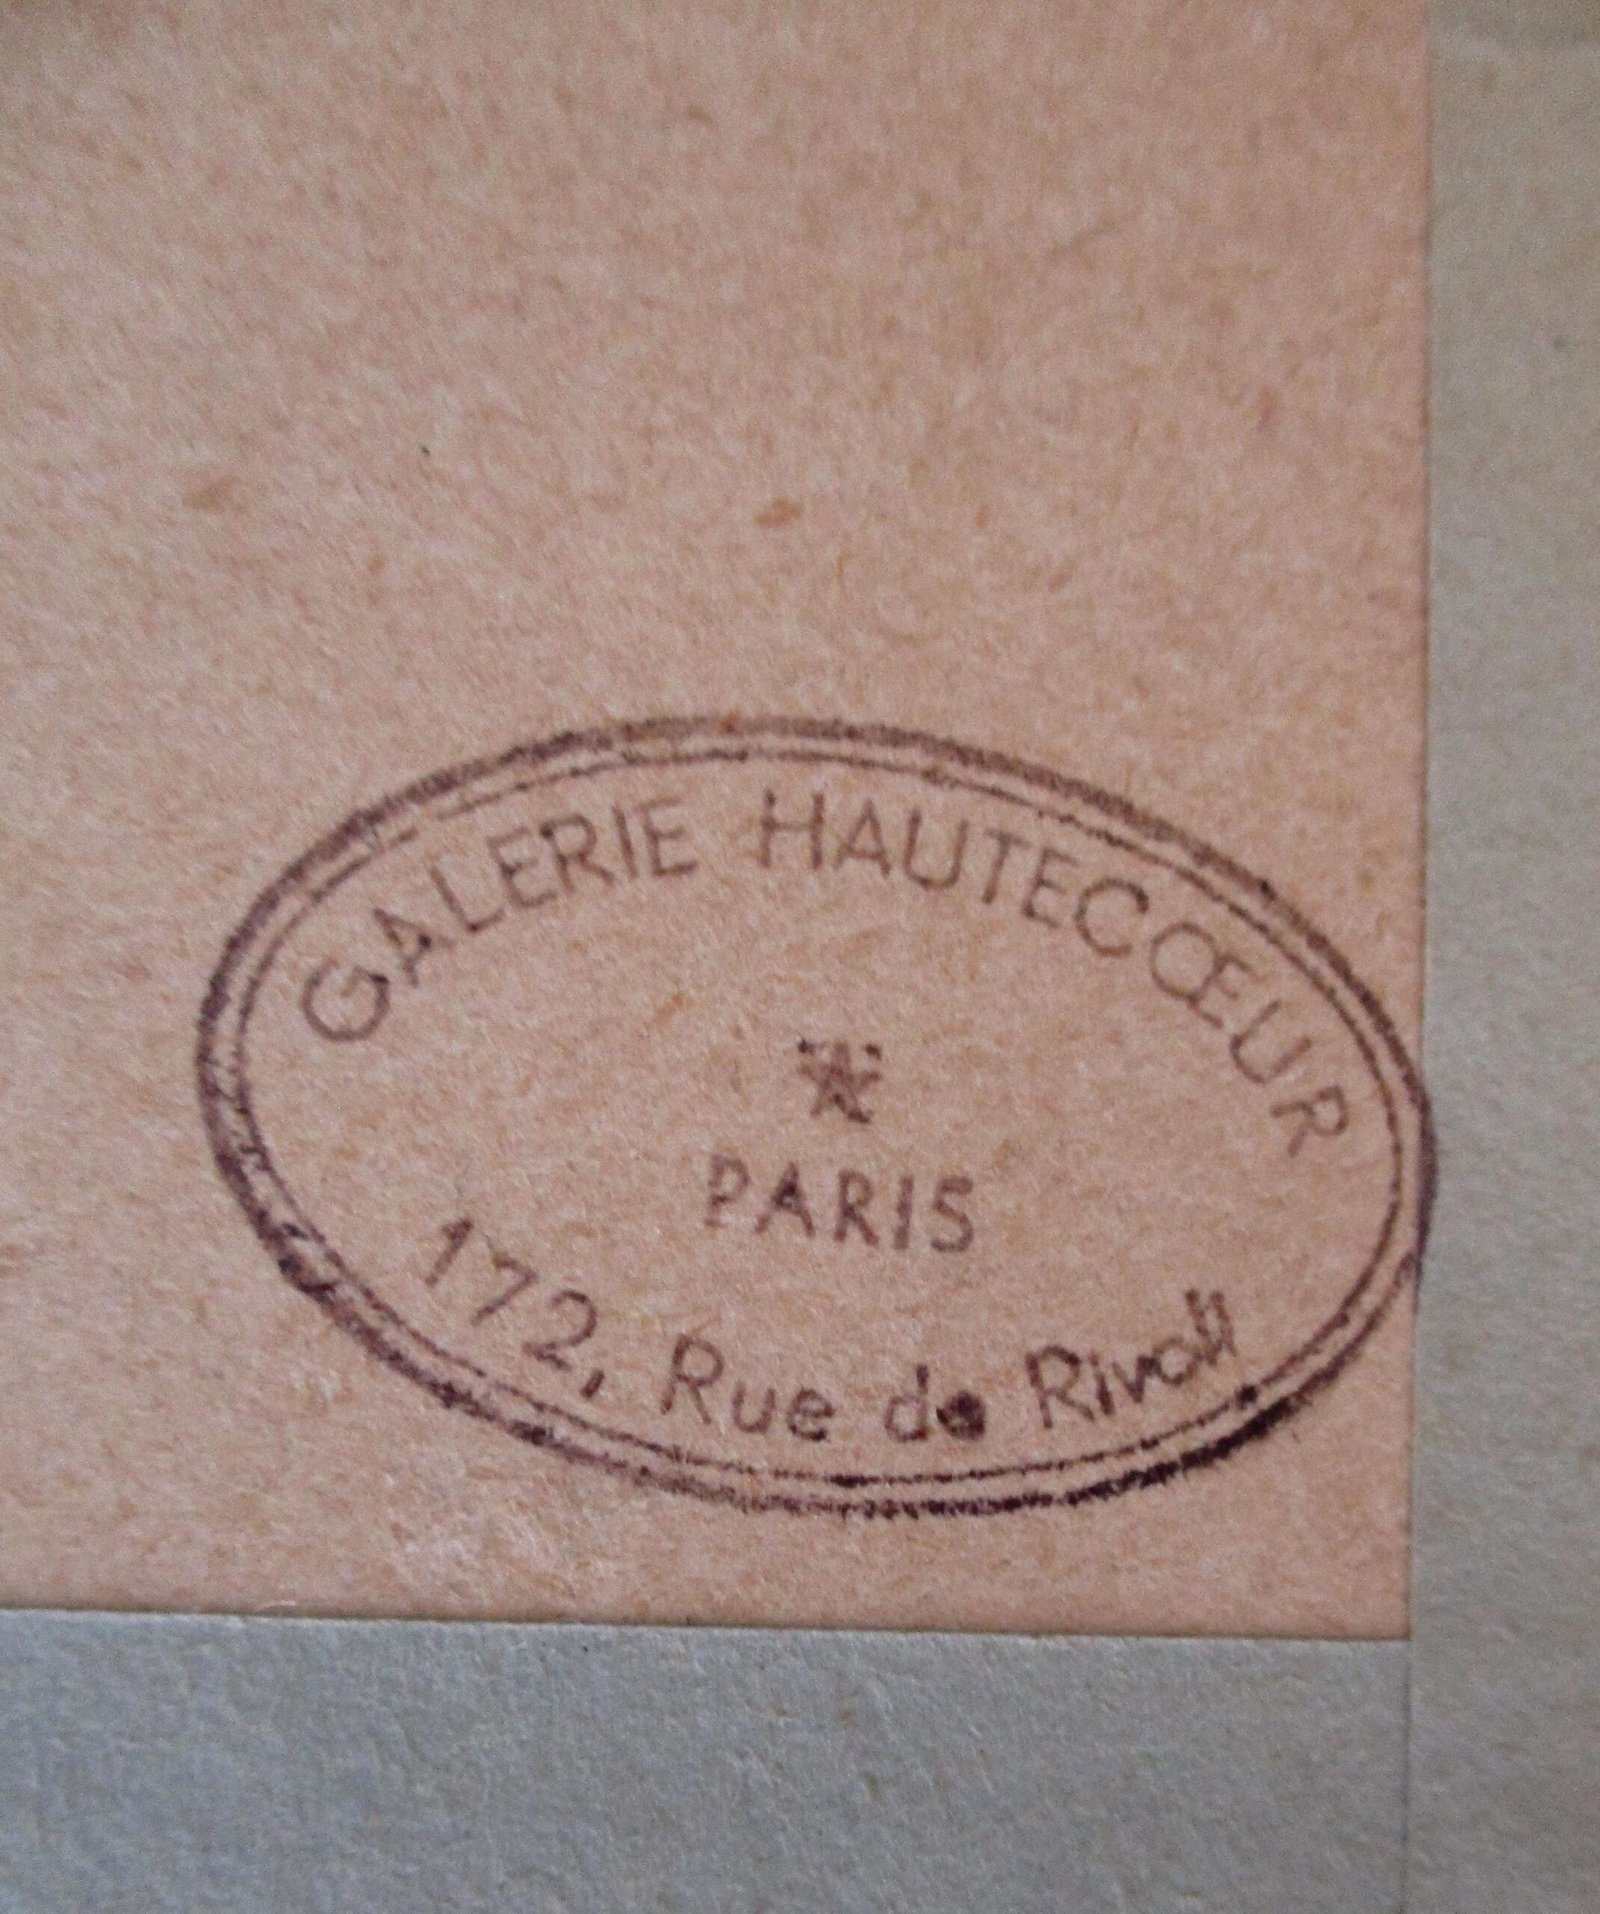 GALERIE HAUTECŒUR
PARIS
172, Rue de Rivoli